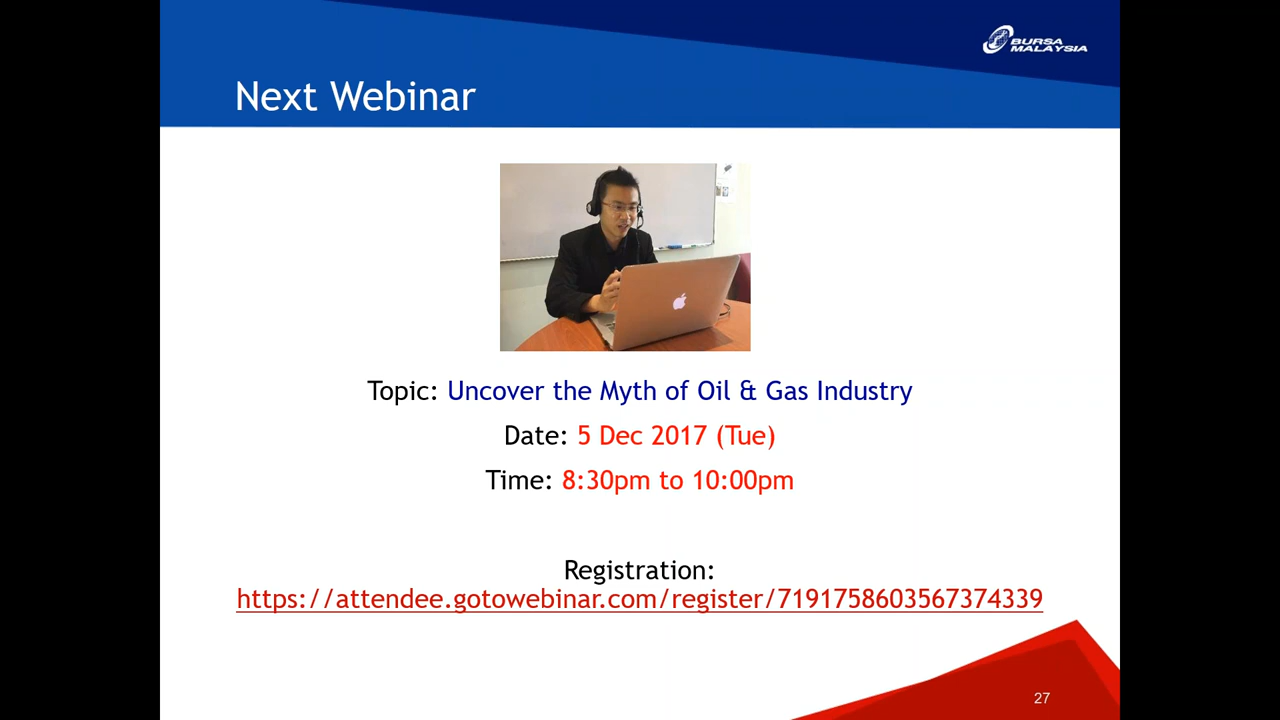 BURSA
MALAYSIA
Next Webinar
Topic: Uncover the Myth of Oil & Gas Industry
Date: 5 Dec 2017 (Tue)
Time: 8:30pm to 10:00pm
Registration:
https://attendee.gotowebinar.com/register/7191758603567374339
27